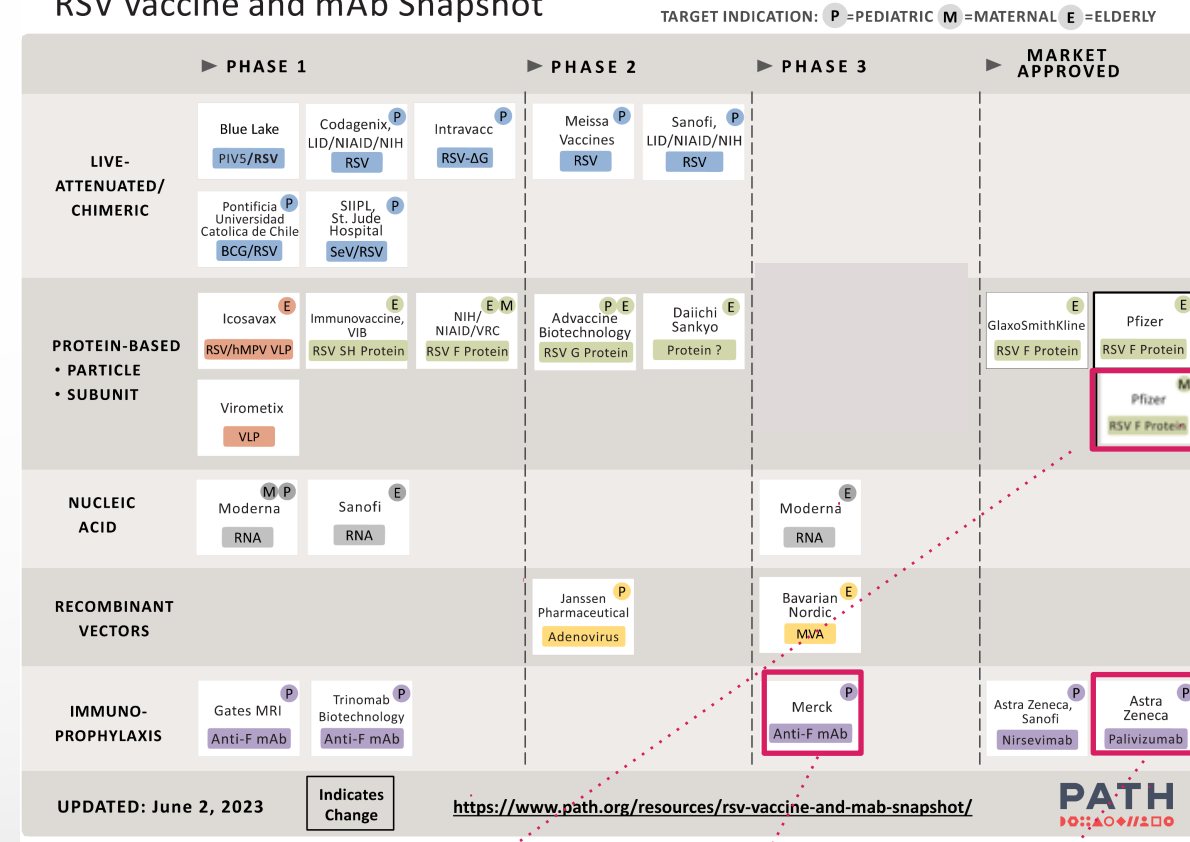 RSV Vaccine and mAb Snapshot
TARGET INDICATION: P =PEDIATRIC M =MATERNAL E =ELDERLY
PHASE 1
PHASE 2
PHASE 3
MARKET
APPROVED
LIVE-
ATTENUATED/
CHIMERIC
Blue Lake
PIV5/RSV
P
Codagenix,
LID/NIAID/NIH
RSV
P
Intravacc
RSV-ΔG
P
Meissa
Vaccines
RSV
P
Sanofi,
LID/NIAID/NIH
RSV
P
Pontificia
Universidad
Catolica de Chile
BCG/RSV
P
SIIPL,
St. Jude
Hospital
SeV/RSV
PROTEIN-BASED
• PARTICLE
• SUBUNIT
E
Icosavax
RSV/hMPV VLP
E
Immunovaccine,
VIB
RSV SH Protein
E M
NIH/
NIAID/VRC
RSV F Protein
P E
Advaccine
Biotechnology
RSV G Protein
E
Daiichi
Sankyo
Protein ?
E
GlaxoSmithKline
RSV F Protein
E
Pfizer
RSV F Protein
M
Pfizer
RSV F Protein
Virometix
VLP
NUCLEIC
ACID
M P
Moderna
RNA
E
Sanofi
RNA
E
Moderna
RNA
RECOMBINANT
VECTORS
P
Janssen
Pharmaceutical
Adenovirus
E
Bavarian
Nordic
MVA
IMMUNO-
PROPHYLAXIS
P
Gates MRI
Anti-F mAb
P
Trinomab
Biotechnology
Anti-F mAb
P
Merck
Anti-F mAb
P
Astra Zeneca,
Sanofi
Nirsevimab
P
Astra
Zeneca
Palivizumab
UPDATED: June 2, 2023
Indicates
Change
https://www.path.org/resources/rsv-vaccine-and-mab-snapshot/
PATH